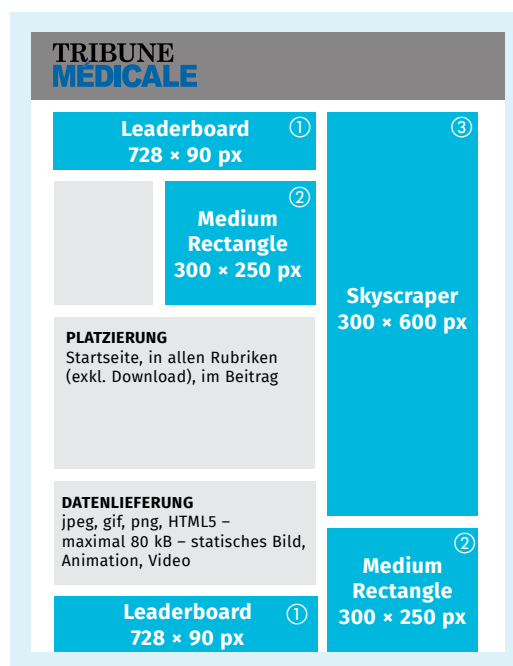 TRIBUNE
MÉDICALE
Leaderboard ①
728 × 90 px
②
Medium
Rectangle
300 × 250 px
③
Skyscraper
300 × 600 px
PLATZIERUNG
Startseite, in allen Rubriken
(exkl. Download), im Beitrag
DATENLIEFERUNG
jpeg, gif, png, HTML5 –
maximal 80 kB – statisches Bild,
Animation, Video
Leaderboard ①
728 × 90 px
②
Medium
Rectangle
300 × 250 px